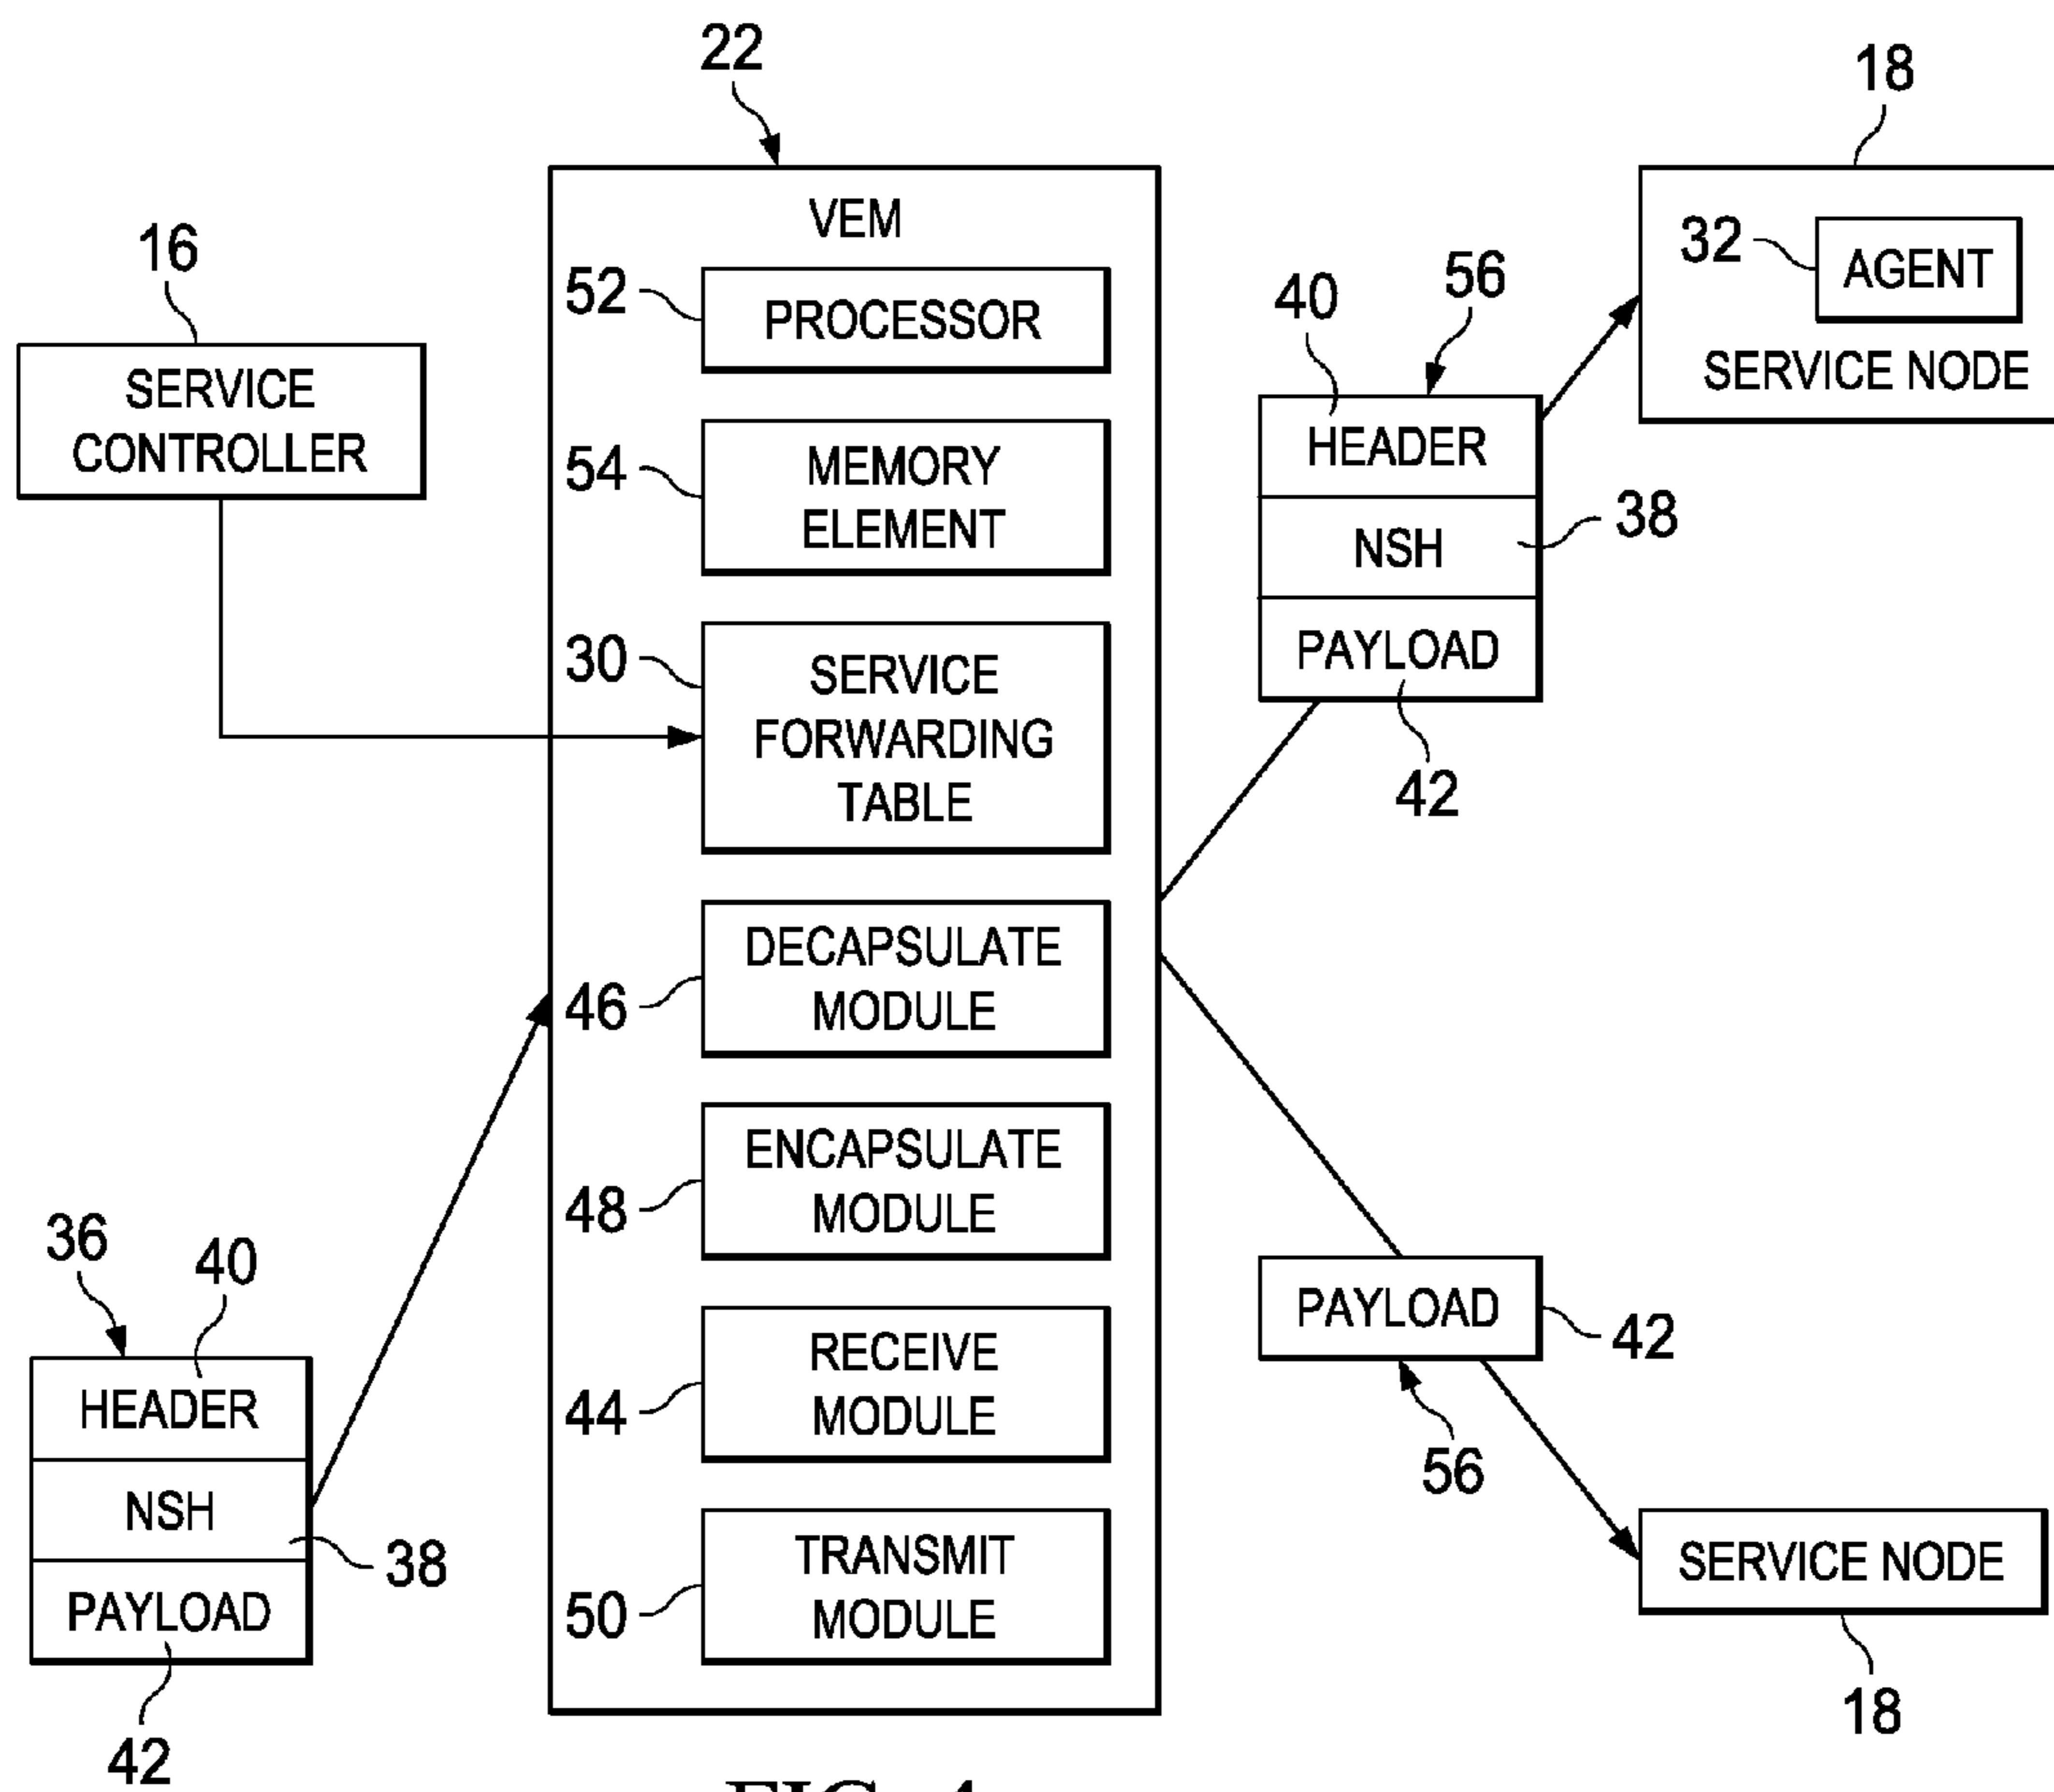 22
18
VEM
16
52
PROCESSOR
40
56
32
AGENT
SERVICE NODE
SERVICE
CONTROLLER
54
MEMORY
ELEMENT
HEADER
NSH
38
PAYLOAD
42
30
SERVICE
FORWARDING
TABLE
46
DECAPSULATE
MODULE
48
ENCAPSULATE
MODULE
36
40
HEADER
NSH
38
PAYLOAD
42
44
RECEIVE
MODULE
50
TRANSMIT
MODULE
PAYLOAD
42
56
SERVICE NODE
18